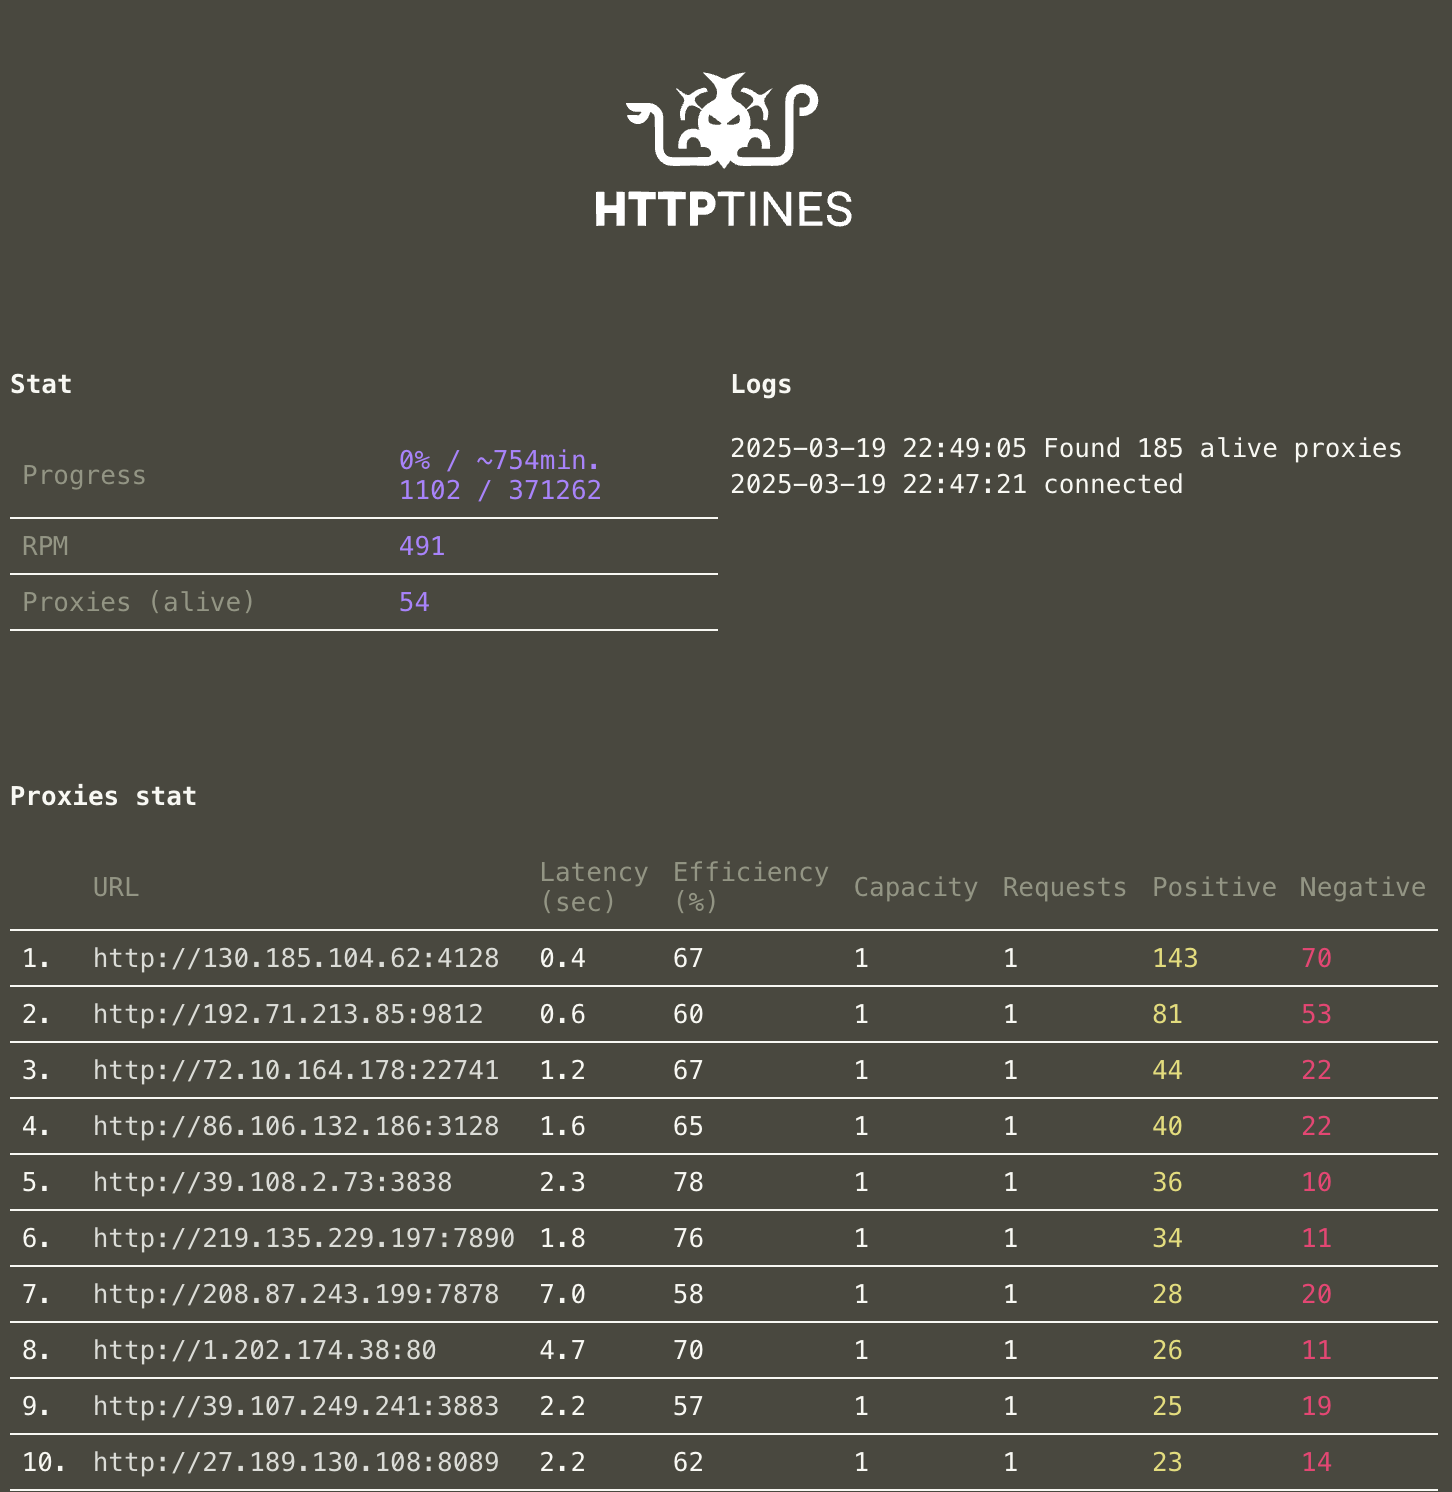 HTTPTINES
Stat
Progress
0% / ~754min.
1102 / 371262
RPM 491
Proxies (alive) 54
Logs
2025-03-19 22:49:05 Found 185 alive proxies
2025-03-19 22:47:21 connected
Proxies stat
URL Latency (sec) Efficiency (%) Capacity Requests Positive Negative
1. http://130.185.104.62:4128 0.4 67 1 1 143 70
2. http://192.71.213.85:9812 0.6 60 1 1 81 53
3. http://72.10.164.178:22741 1.2 67 1 1 44 22
4. http://86.106.132.186:3128 1.6 65 1 1 40 22
5. http://39.108.2.73:3838 2.3 78 1 1 36 10
6. http://219.135.229.197:7890 1.8 76 1 1 34 11
7. http://208.87.243.199:7878 7.0 58 1 1 28 20
8. http://1.202.174.38:80 4.7 70 1 1 26 11
9. http://39.107.249.241:3883 2.2 57 1 1 25 19
10. http://27.189.130.108:8089 2.2 62 1 1 23 14